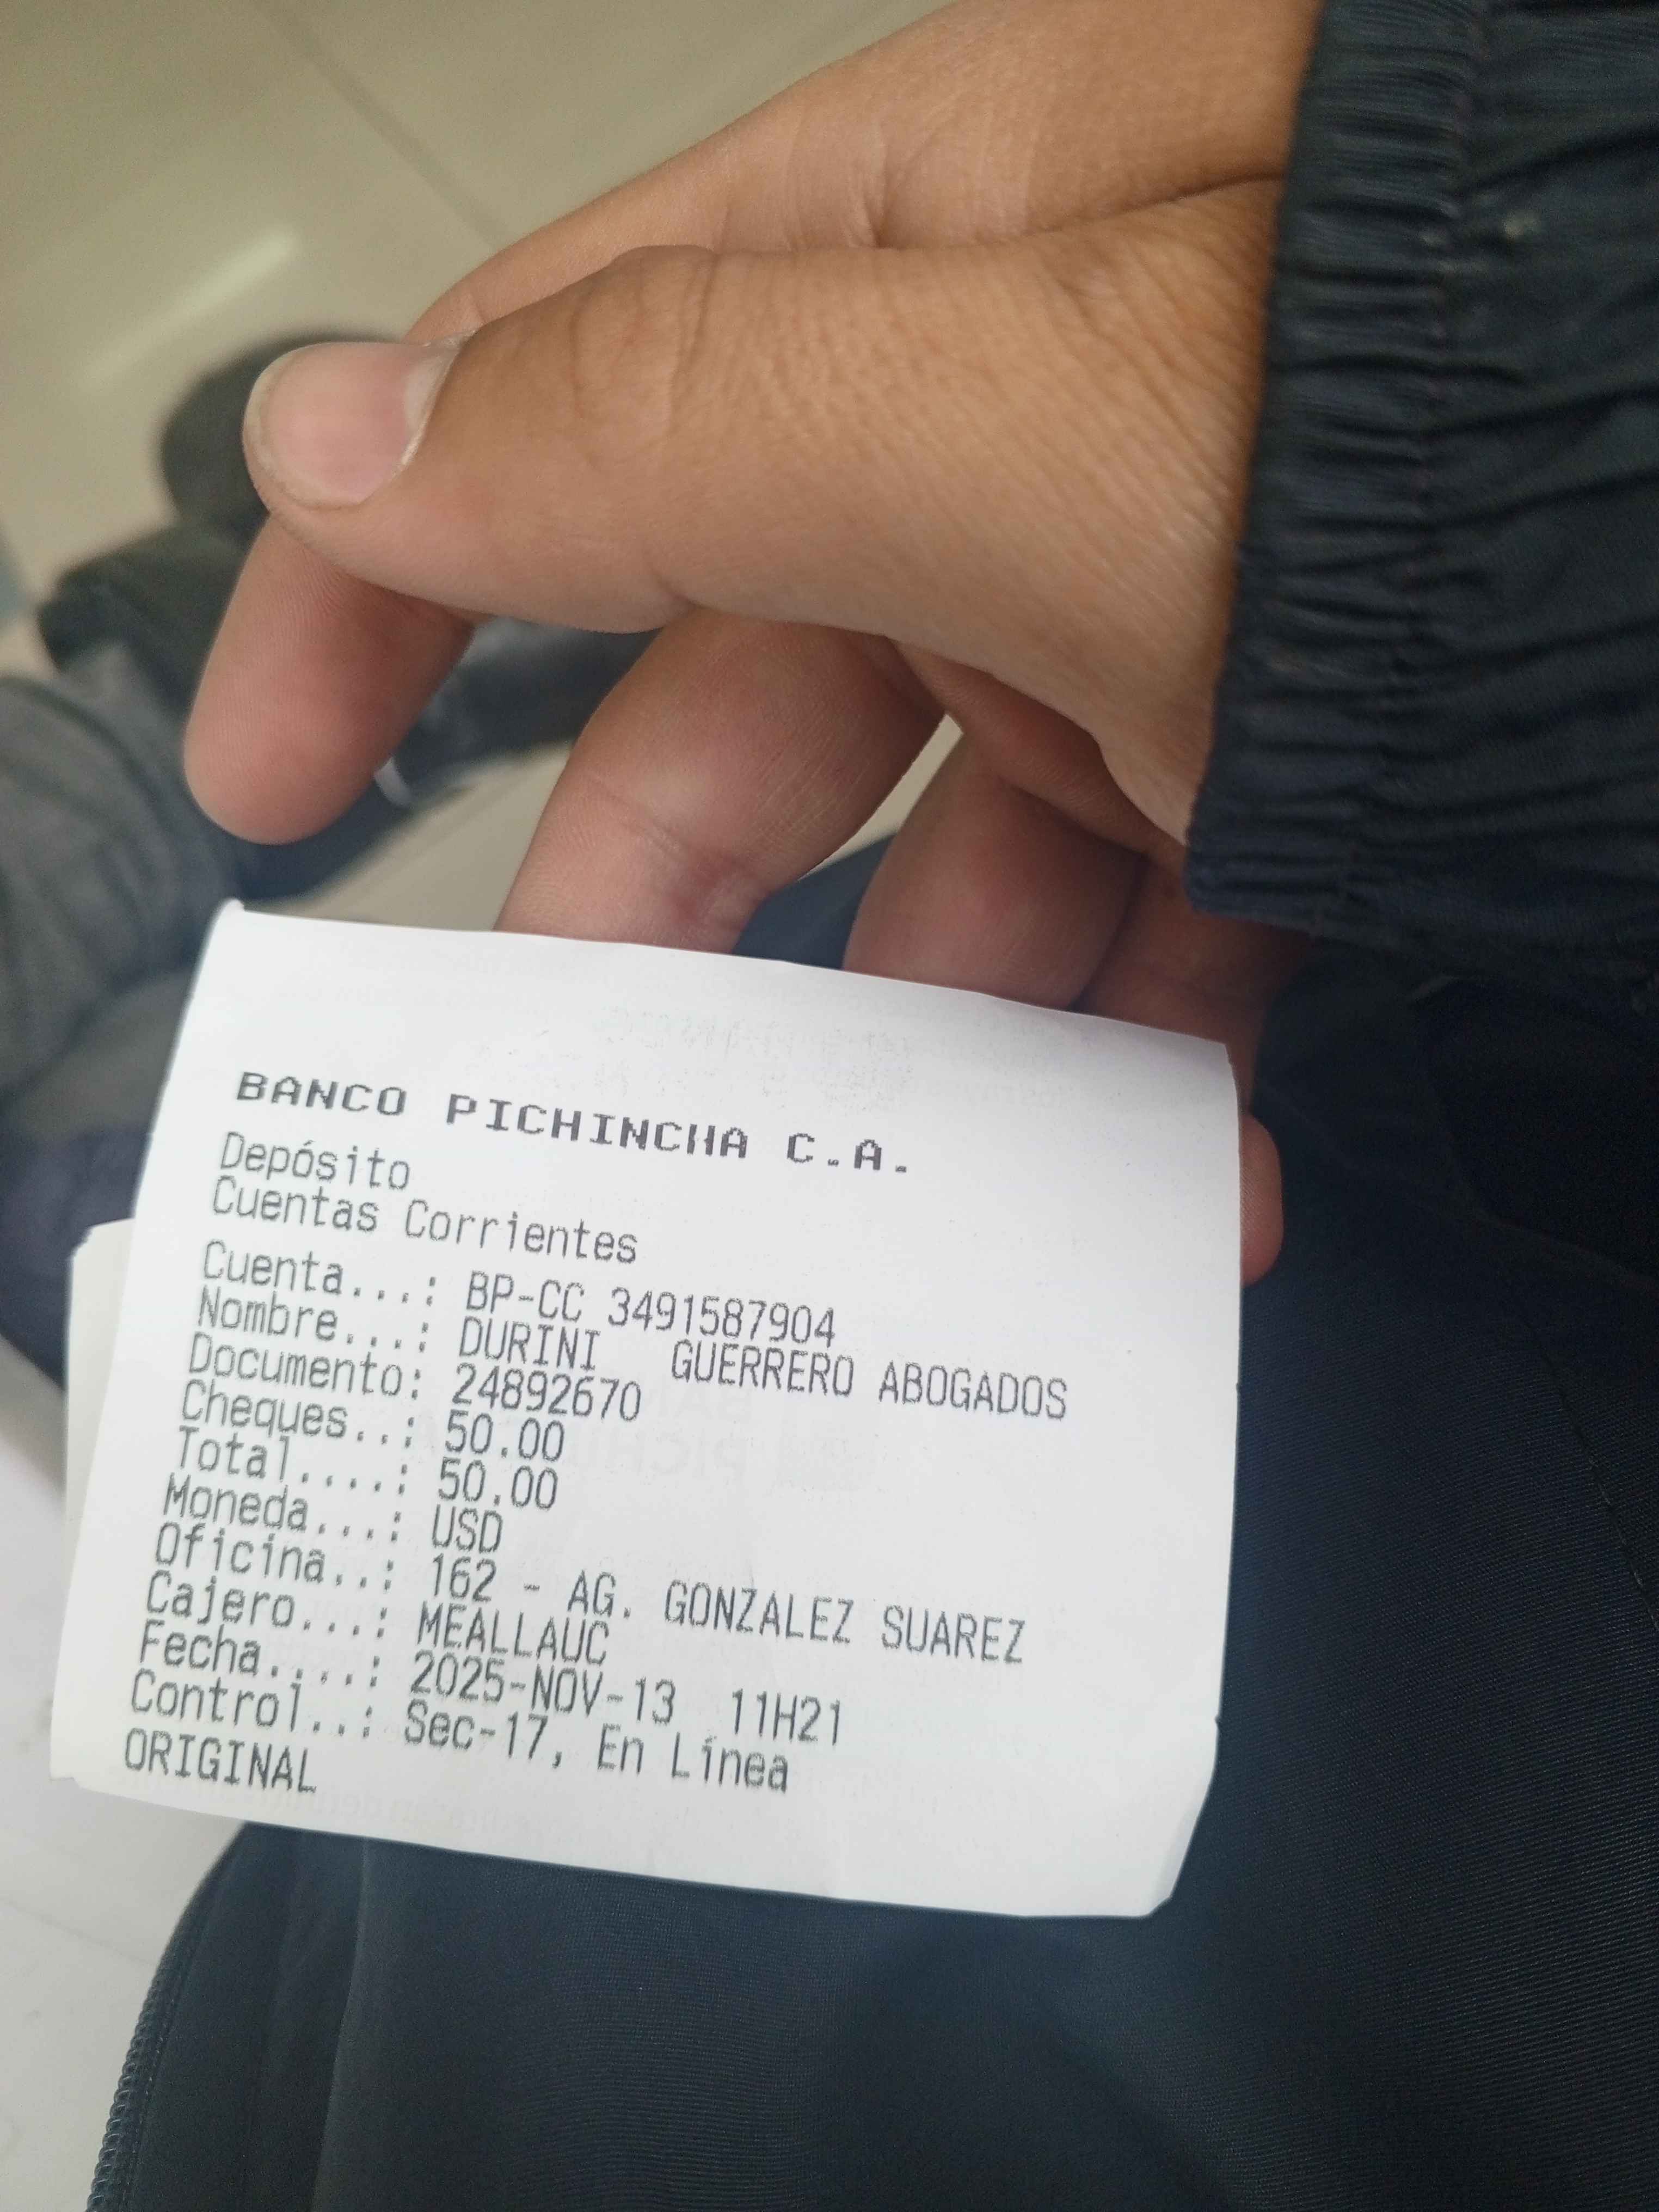 BANCO PICHINCHA C.A.
Depósito
Cuentas Corrientes
Cuenta...: BP-CC 3491587904
Nombre...: DURINI   GUERRERO ABOGADOS
Documento: 24892670
Cheques..: 50.00
Total....: 50.00
Moneda...: USD
Oficina..: 162 - AG. GONZALEZ SUAREZ
Cajero...: MEALLAUC
Fecha....: 2025-NOV-13  11H21
Control..: Sec-17, En Línea
ORIGINAL